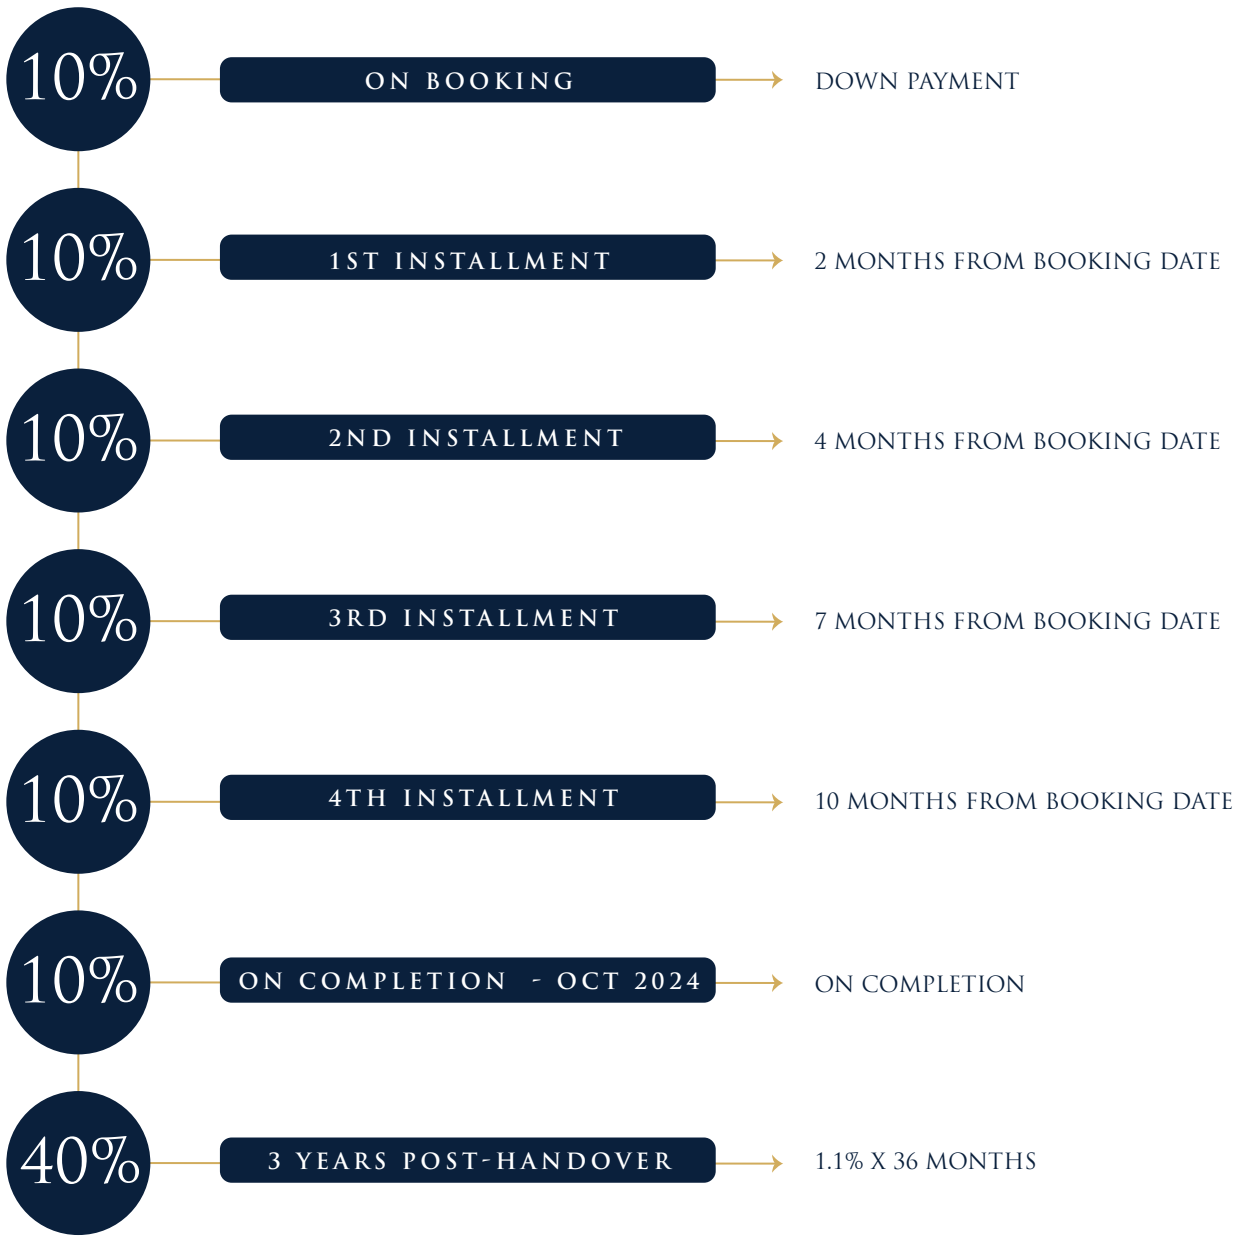 10% ON BOOKING DOWN PAYMENT
10% 1ST INSTALLMENT 2 MONTHS FROM BOOKING DATE
10% 2ND INSTALLMENT 4 MONTHS FROM BOOKING DATE
10% 3RD INSTALLMENT 7 MONTHS FROM BOOKING DATE
10% 4TH INSTALLMENT 10 MONTHS FROM BOOKING DATE
10% ON COMPLETION - OCT 2024 ON COMPLETION
40% 3 YEARS POST-HANDOVER 1.1% X 36 MONTHS